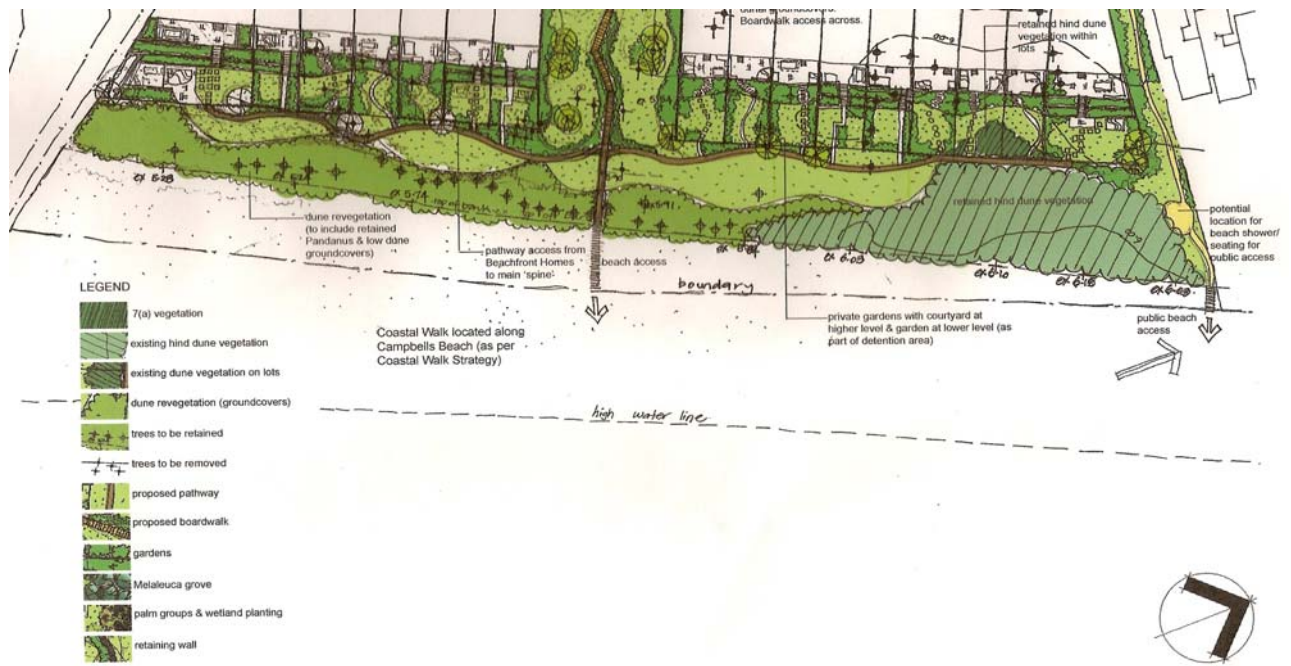 Boardwalk access across.
retained hind dune
vegetation within
lots
retained hind dune vegetation
dune revegetation
(to include retained
Pandanus & low dune
groundcovers)
pathway access from
Beachfront Homes
to main 'spine'
beach access
boundary
potential
location for
beach shower/
seating for
public access
private gardens with courtyard at
higher level & garden at lower level (as
part of detention area)
public beach
access
Coastal Walk located along
Campbells Beach (as per
Coastal Walk Strategy)
high water line
LEGEND
7(a) vegetation
existing hind dune vegetation
existing dune vegetation on lots
dune revegetation (groundcovers)
trees to be retained
trees to be removed
proposed pathway
proposed boardwalk
gardens
Melaleuca grove
palm groups & wetland planting
retaining wall